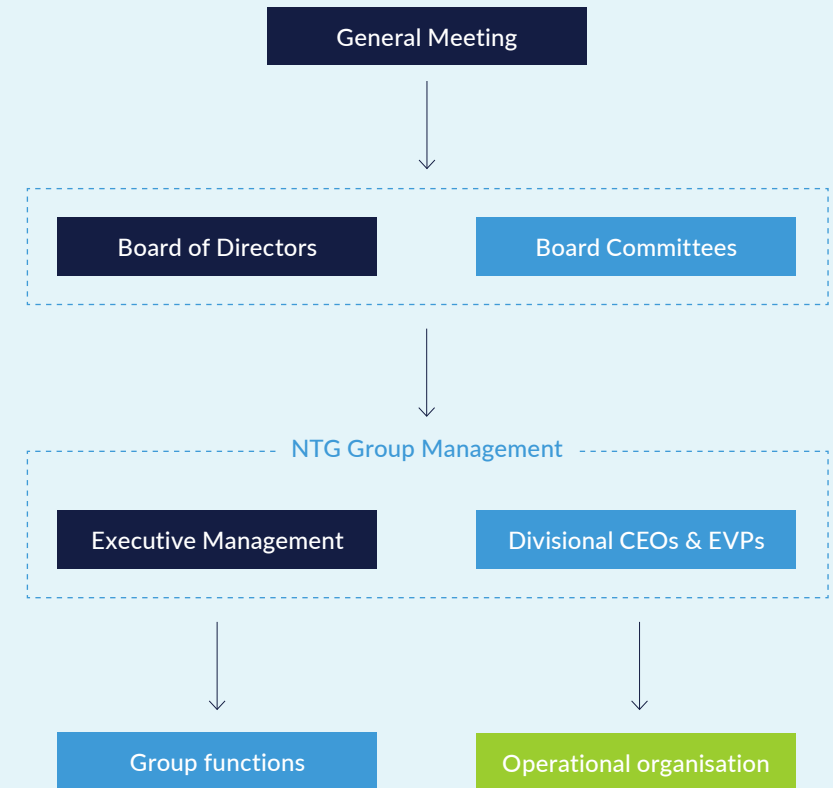 General Meeting
Board of Directors
Board Committees
NTG Group Management
Executive Management
Divisional CEOs & EVPs
Group functions
Operational organisation